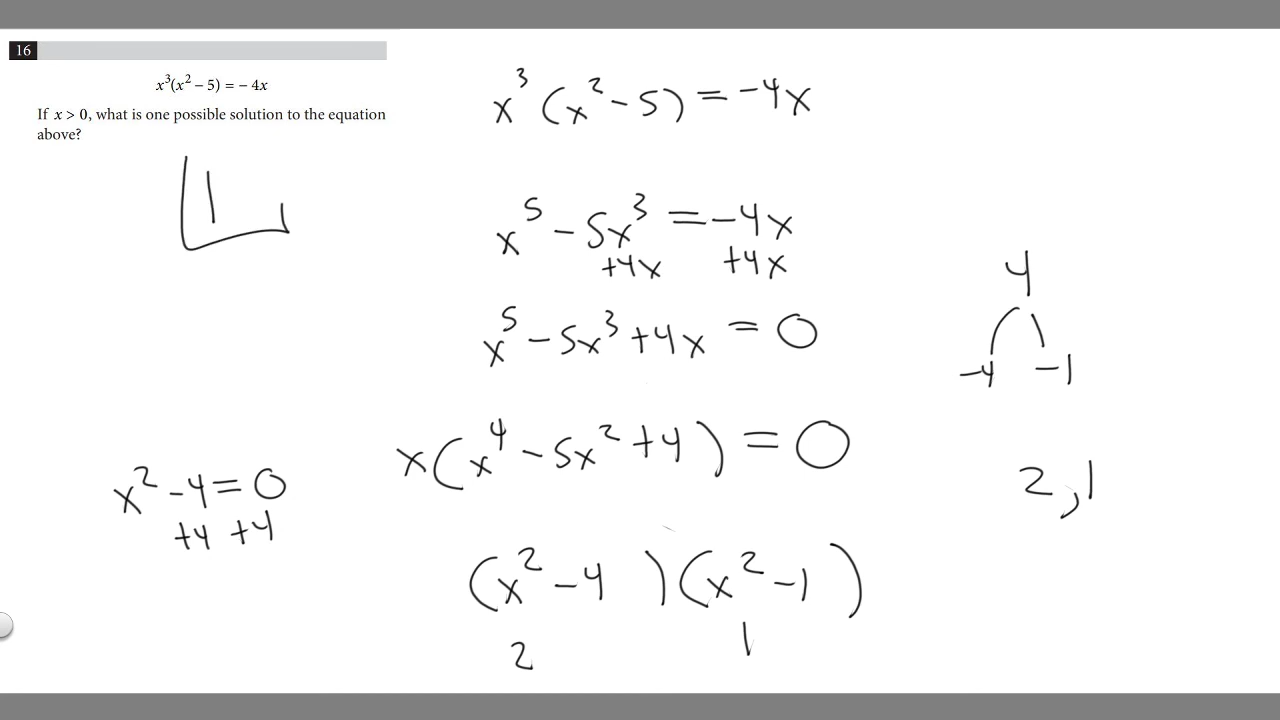 16
x³(x² – 5) = – 4x
If x > 0, what is one possible solution to the equation
above?
1
x³ (x² - 5) = -4x
x⁵ - 5x³ = -4x
+4x +4x
x⁵ - 5x³ + 4x = 0
x(x⁴ - 5x² + 4) = 0
(x² - 4 )(x² - 1 )
2 1
x² - 4 = 0
+4 +4
4
-4 -1
2, 1